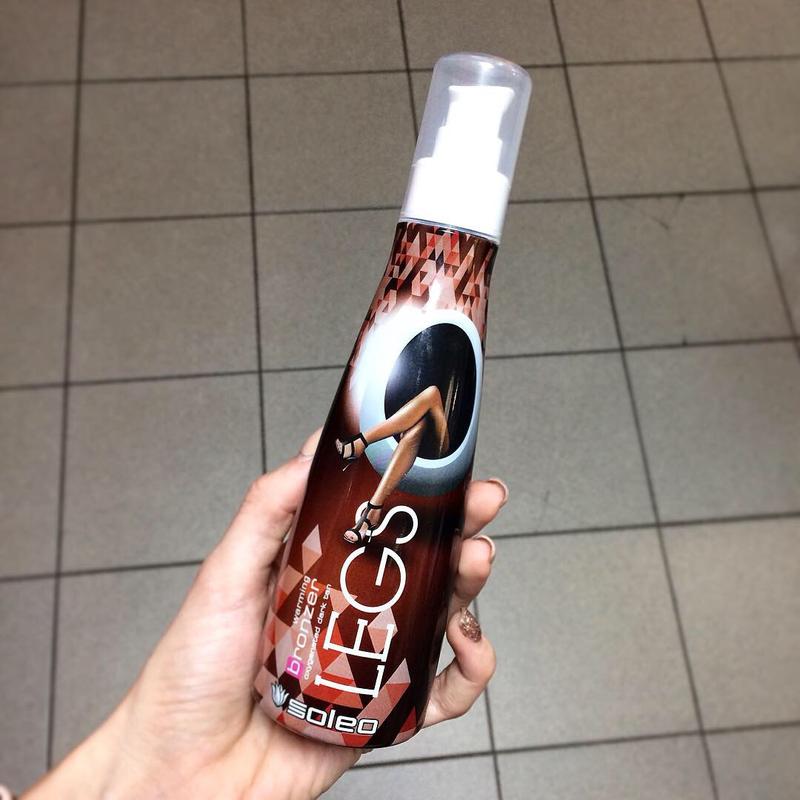 warming
bronzer
oxygenated dark tan
LEGS
soleo